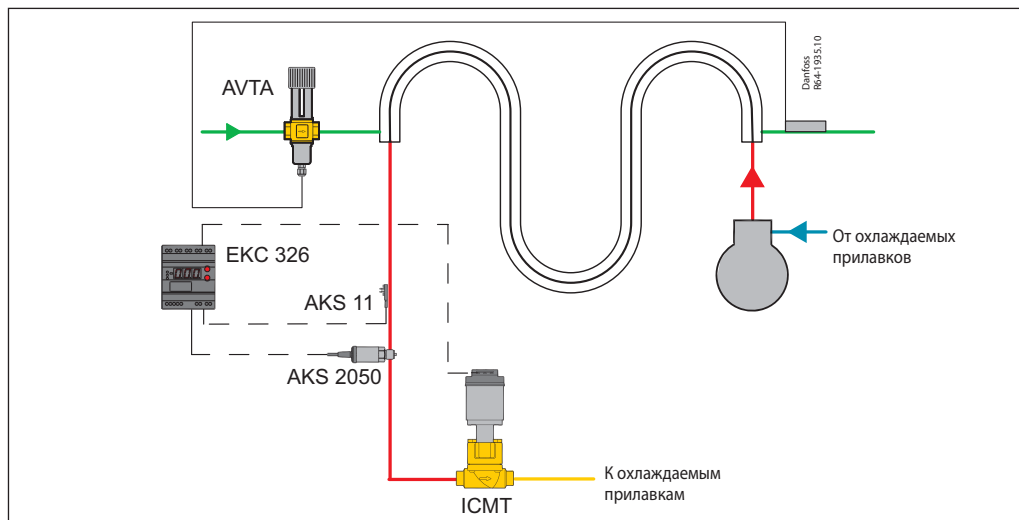 Danfoss
R64-1935.10
AVTA
EKC 326
От охлаждаемых
прилавков
AKS 11
AKS 2050
К охлаждаемым
прилавкам
ICMT